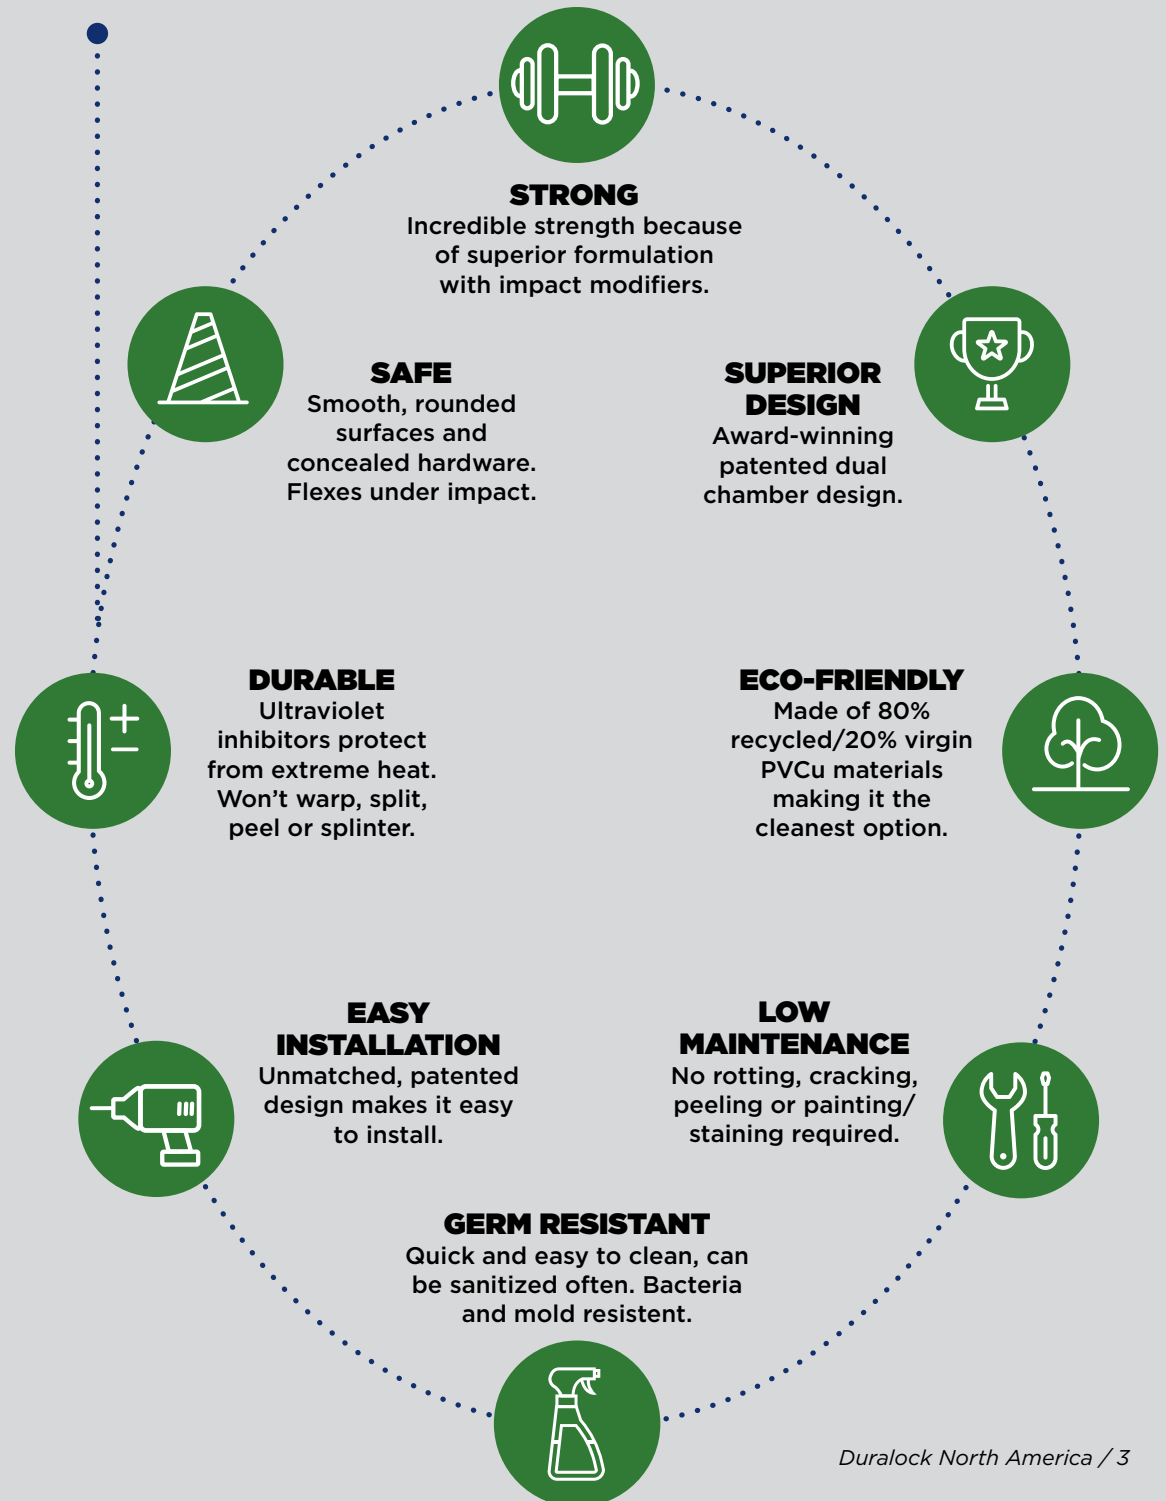 STRONG
Incredible strength because
of superior formulation
with impact modifiers.
SAFE
Smooth, rounded
surfaces and
concealed hardware.
Flexes under impact.
SUPERIOR
DESIGN
Award-winning
patented dual
chamber design.
DURABLE
Ultraviolet
inhibitors protect
from extreme heat.
Won't warp, split,
peel or splinter.
ECO-FRIENDLY
Made of 80%
recycled/20% virgin
PVCu materials
making it the
cleanest option.
EASY
INSTALLATION
Unmatched, patented
design makes it easy
to install.
LOW
MAINTENANCE
No rotting, cracking,
peeling or painting/
staining required.
GERM RESISTANT
Quick and easy to clean, can
be sanitized often. Bacteria
and mold resistent.
Duralock North America / 3